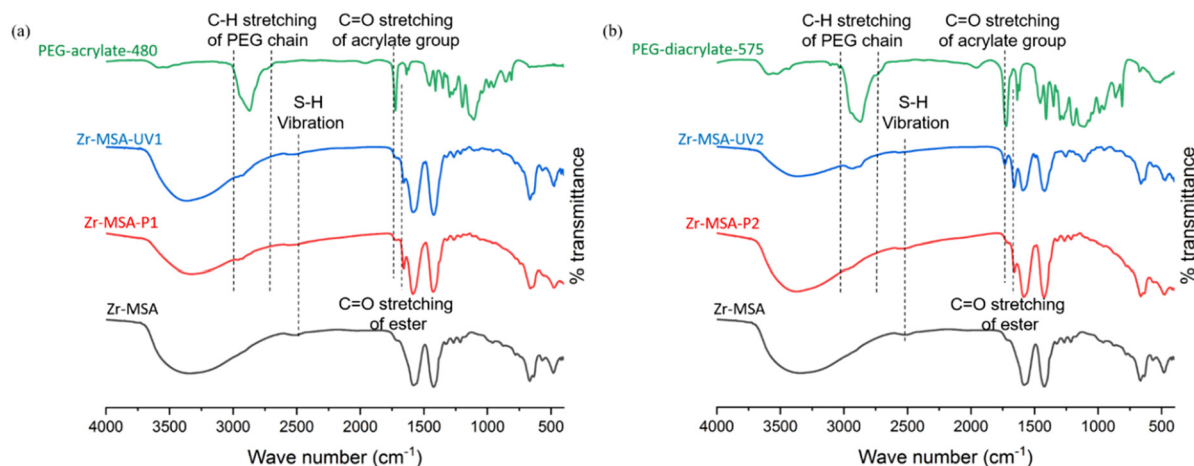 (a)
C-H stretching
of PEG chain
C=O stretching
of acrylate group
PEG-acrylate-480
S-H
Vibration
Zr-MSA-UV1
Zr-MSA-P1
Zr-MSA
C=O stretching
of ester
% transmittance
4000 3500 3000 2500 2000 1500 1000 500
Wave number (cm⁻¹)
(b)
C-H stretching
of PEG chain
C=O stretching
of acrylate group
PEG-diacrylate-575
S-H
Vibration
Zr-MSA-UV2
Zr-MSA-P2
Zr-MSA
C=O stretching
of ester
% transmittance
4000 3500 3000 2500 2000 1500 1000 500
Wave number (cm⁻¹)